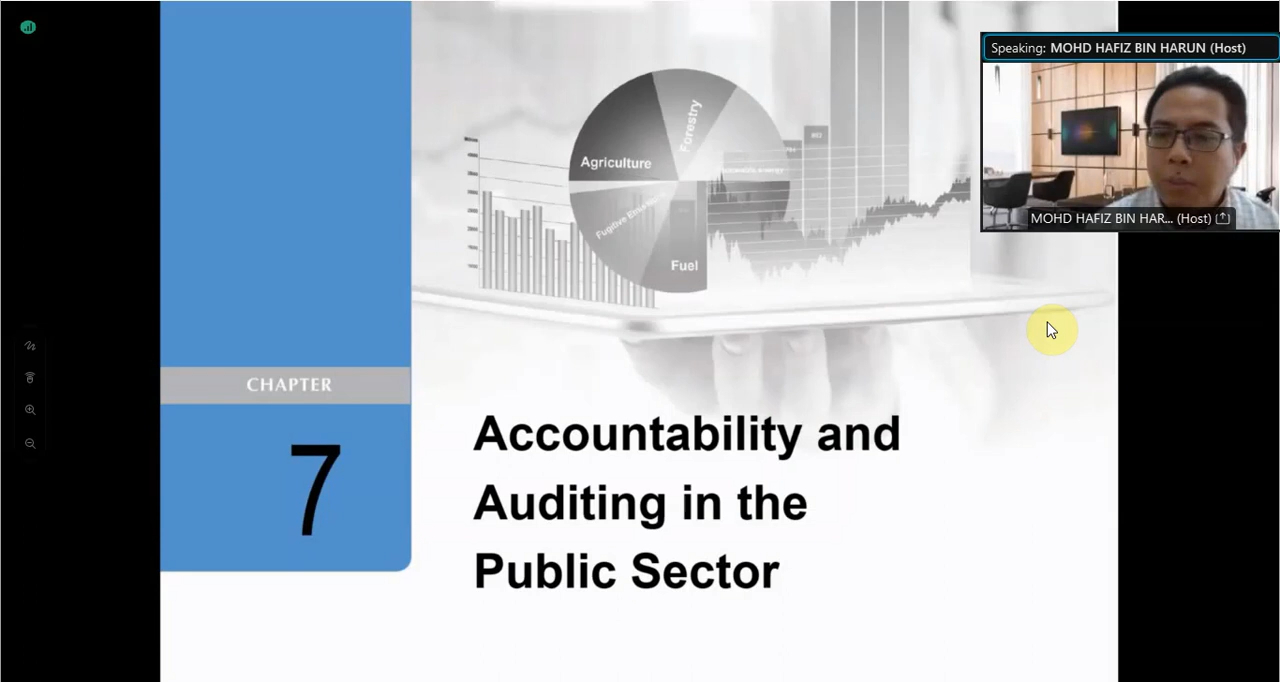 Speaking: MOHD HAFIZ BIN HARUN (Host)
MOHD HAFIZ BIN HAR... (Host)
Forestry
Agriculture
Fuel
CHAPTER
7
Accountability and
Auditing in the
Public Sector